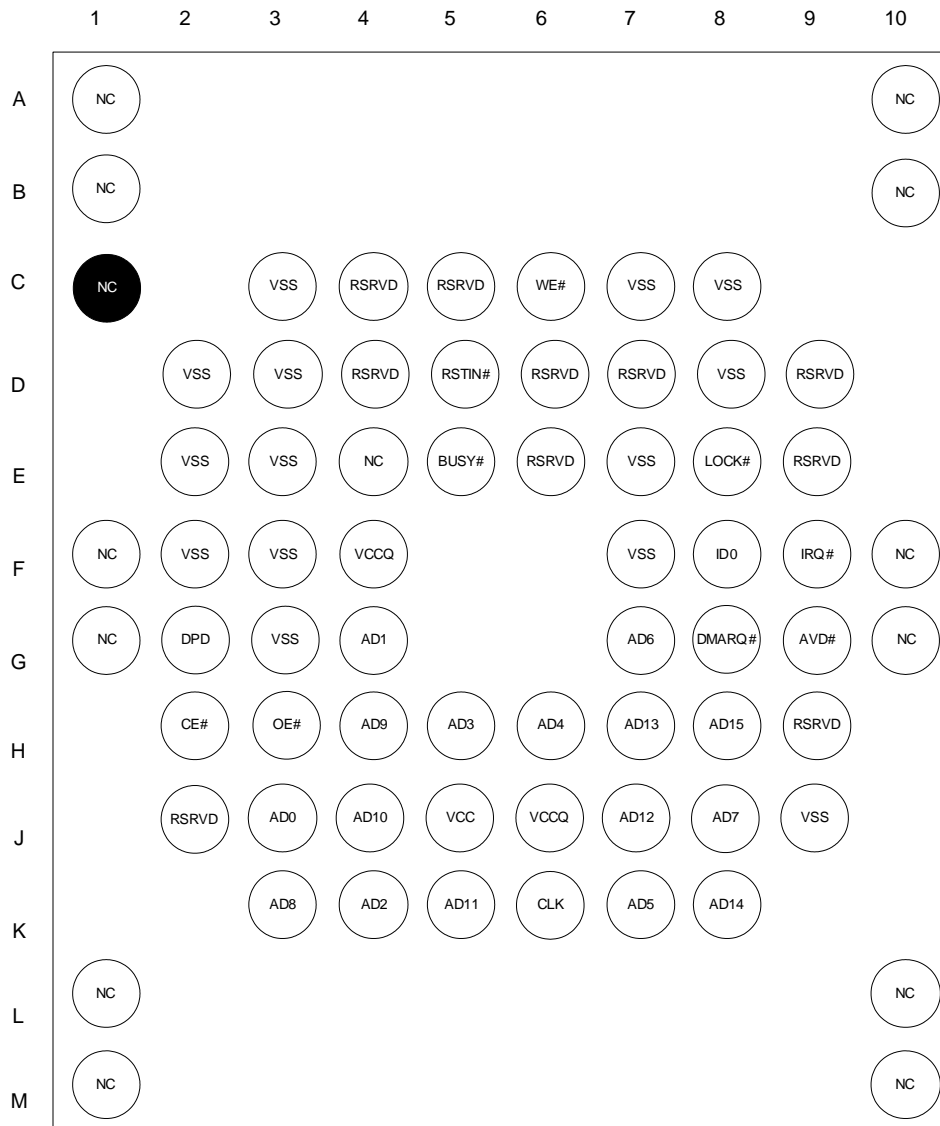 1 2 3 4 5 6 7 8 9 10
A NC NC
B NC NC
C NC VSS RSRVD RSRVD WE# VSS VSS
D VSS VSS RSRVD RSTIN# RSRVD RSRVD VSS RSRVD
E VSS VSS NC BUSY# RSRVD VSS LOCK# RSRVD
F NC VSS VSS VCCQ VSS ID0 IRQ# NC
G NC DPD VSS AD1 AD6 DMARQ# AVD# NC
H CE# OE# AD9 AD3 AD4 AD13 AD15 RSRVD
J RSRVD AD0 AD10 VCC VCCQ AD12 AD7 VSS
K AD8 AD2 AD11 CLK AD5 AD14
L NC NC
M NC NC